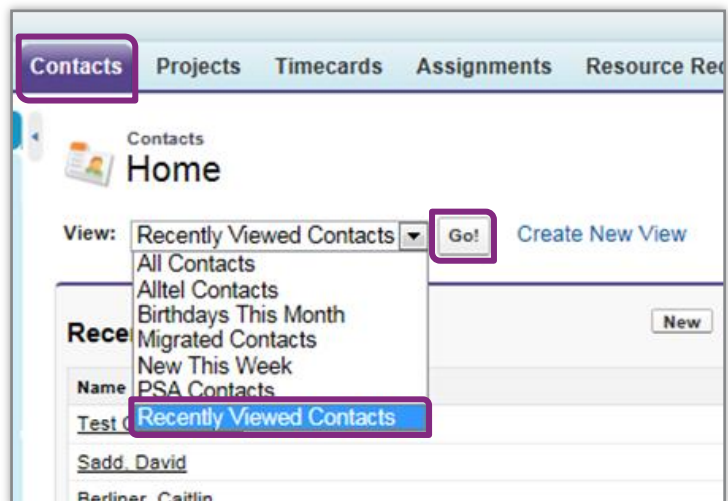 Contacts Projects Timecards Assignments Resource Rec
Contacts
Home
View: Recently Viewed Contacts Go! Create New View
All Contacts
Alltel Contacts
Birthdays This Month
Migrated Contacts
New This Week
PSA Contacts
Recently Viewed Contacts
Rece New
Name
Test C
Sadd, David
Berliner, Caitlin